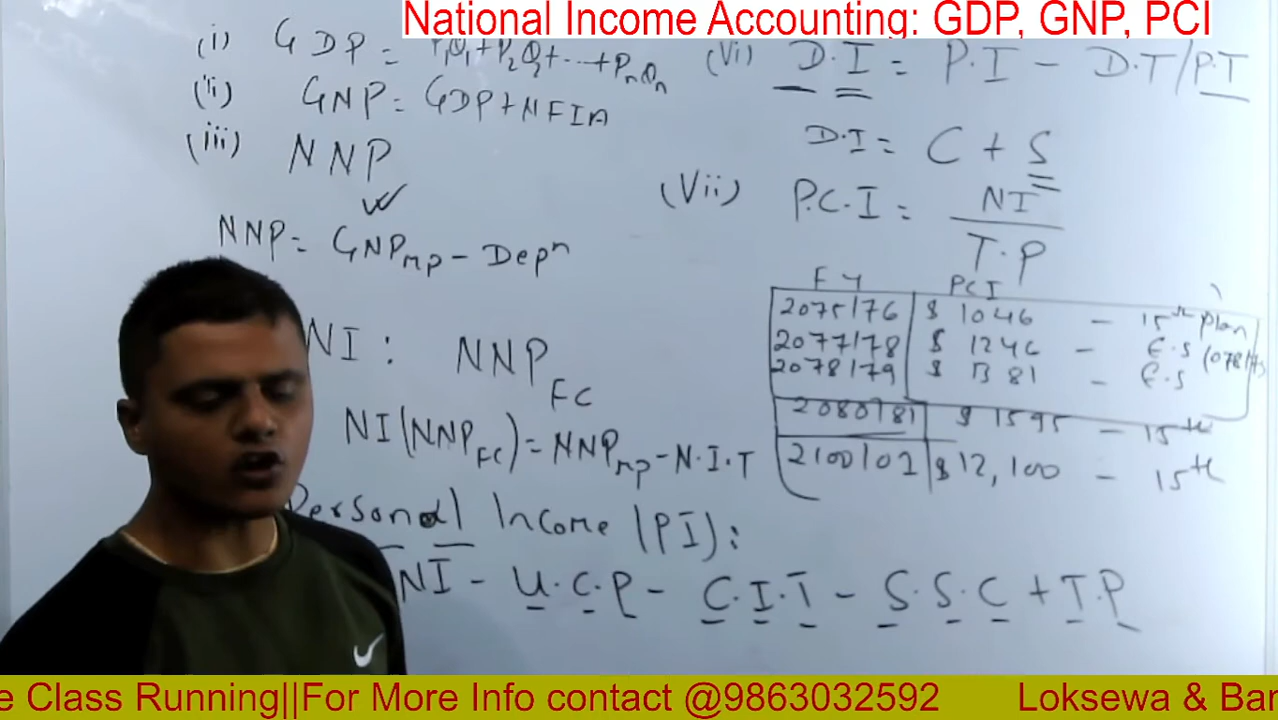 National Income Accounting: GDP, GNP, PCI
(i) GDP = P1Q1+P2Q2+...+PnQn
(ii) GNP = GDP+NFIA
(iii) NNP
NNP = GNPmp - Depn
NI : NNPFC
NI(NNPFC) = NNPmp - N.I.T
Personal Income (PI):
NI - U.C.P - C.I.T - S.S.C + T.P
(Vi) D.I = P.I - D.T/P.T
D.I = C + S
(Vii) P.C.I = NI
T.P
FY PCI
2075/76 $ 1046 - 15th plan
2077/78 $ 1246 - E.S
2078/79 $ 1381 - E.S
2080/81 $ 1595 - 15th
2100/01 $12,100 - 15th
e Class Running||For More Info contact @9863032592 Loksewa & Ban